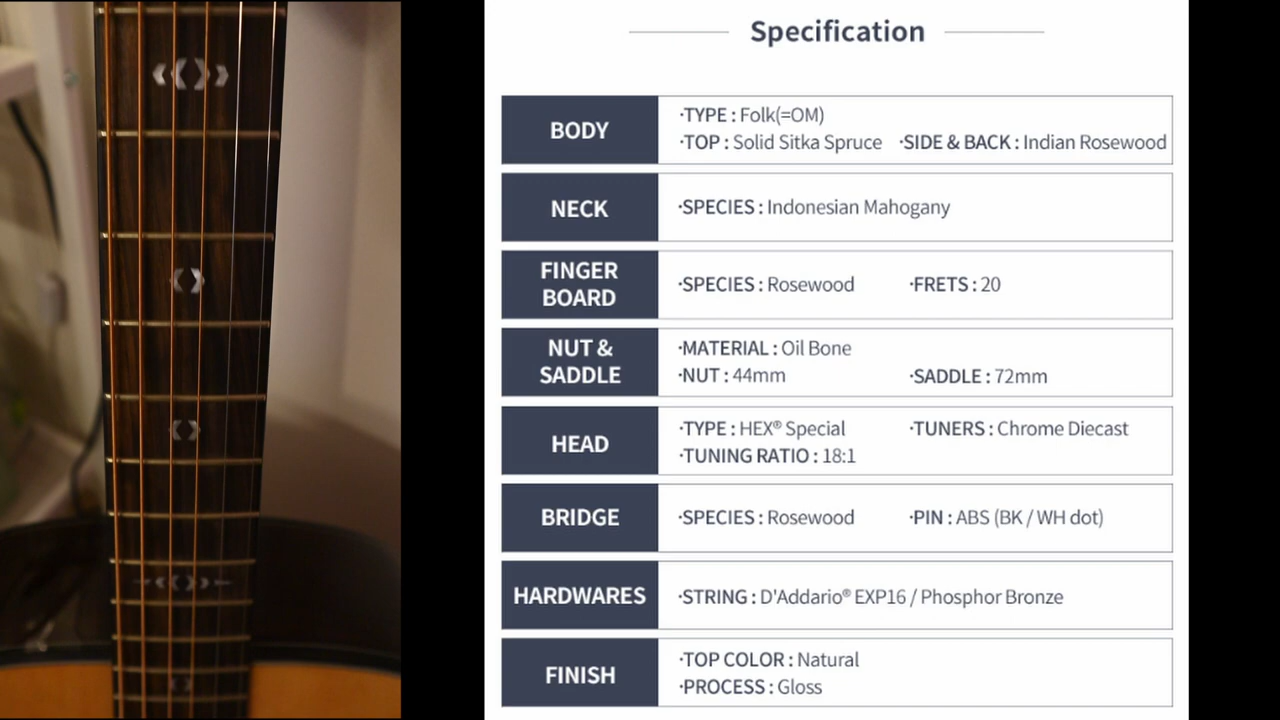 Specification
BODY
·TYPE : Folk(=OM)
·TOP : Solid Sitka Spruce ·SIDE & BACK : Indian Rosewood
NECK
·SPECIES : Indonesian Mahogany
FINGER
BOARD
·SPECIES : Rosewood ·FRETS : 20
NUT &
SADDLE
·MATERIAL : Oil Bone
·NUT : 44mm ·SADDLE : 72mm
HEAD
·TYPE : HEX® Special ·TUNERS : Chrome Diecast
·TUNING RATIO : 18:1
BRIDGE
·SPECIES : Rosewood ·PIN : ABS (BK / WH dot)
HARDWARES
·STRING : D'Addario® EXP16 / Phosphor Bronze
FINISH
·TOP COLOR : Natural
·PROCESS : Gloss